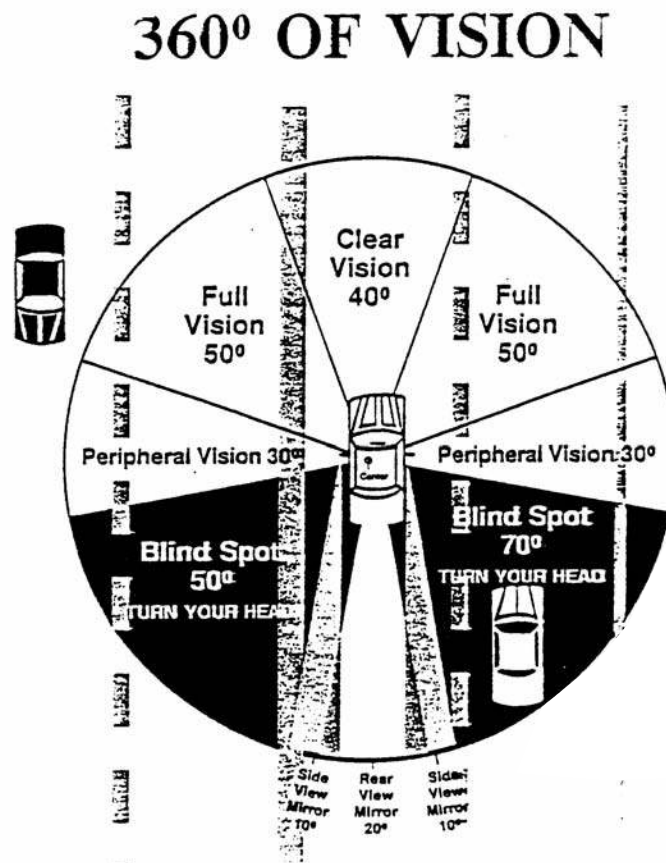 360⁰ OF VISION
Clear
Vision
40⁰
Full
Vision
50⁰
Full
Vision
50⁰
Peripheral Vision 30⁰
Peripheral Vision 30⁰
Center
Blind Spot
50⁰
TURN YOUR HEAD
Blind Spot
70⁰
TURN YOUR HEAD
Side
View
Mirror
10⁰
Rear
View
Mirror
20⁰
Side
View
Mirror
10⁰